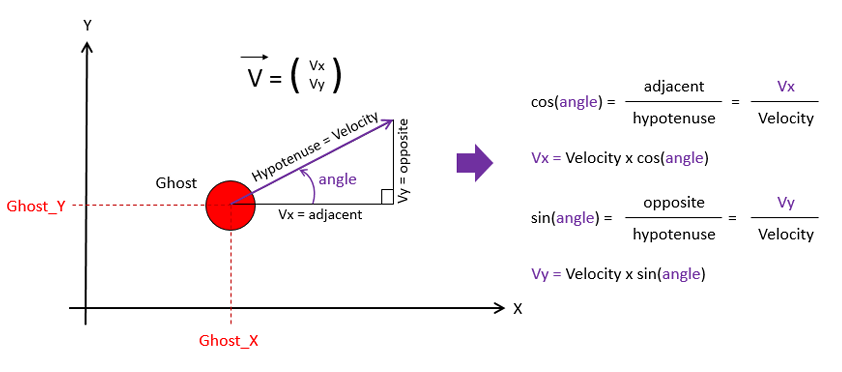 Y
V = ( Vx
Vy )
Hypotenuse = Velocity
Vy = opposite
Ghost
angle
Ghost_Y
Vx = adjacent
X
Ghost_X
cos(angle) = adjacent / hypotenuse = Vx / Velocity
Vx = Velocity x cos(angle)
sin(angle) = opposite / hypotenuse = Vy / Velocity
Vy = Velocity x sin(angle)